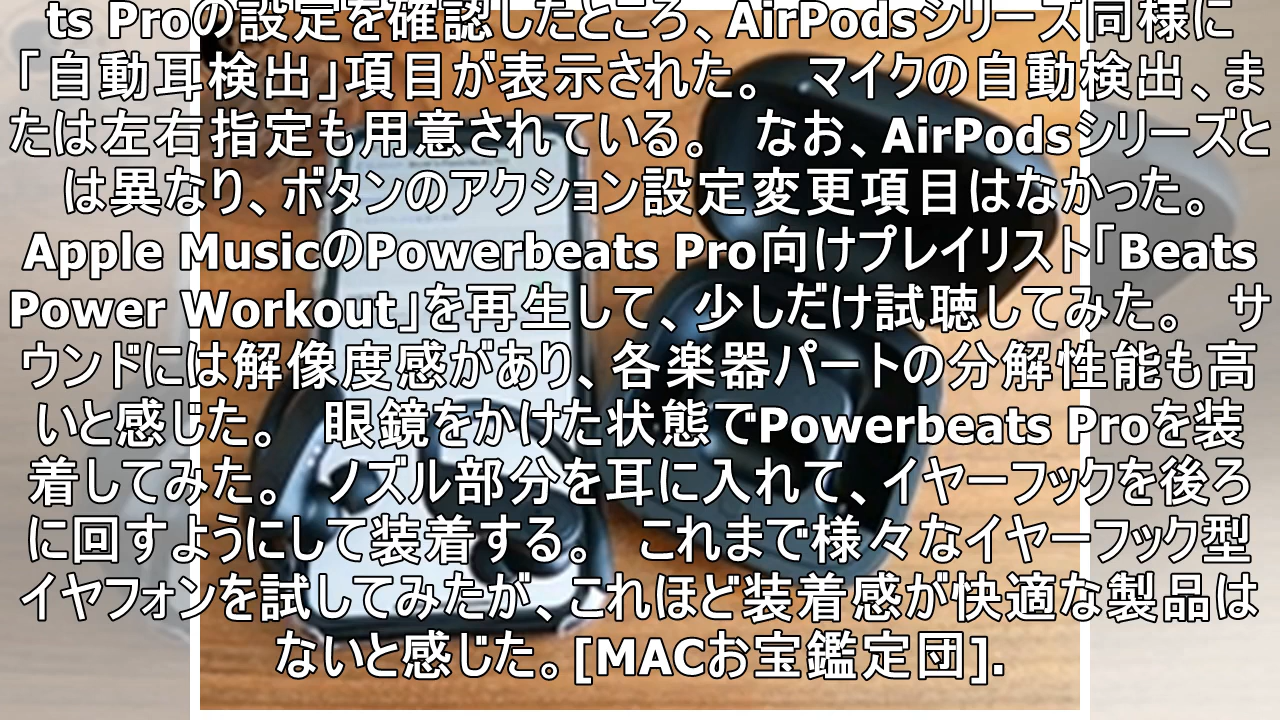 ts Proの設定を確認したところ、AirPodsシリーズ同様に
「自動耳検出」項目が表示された。 マイクの自動検出、ま
たは左右指定も用意されている。 なお、AirPodsシリーズと
は異なり、ボタンのアクション設定変更項目はなかった。
Apple MusicのPowerbeats Pro向けプレイリスト「Beats
Power Workout」を再生して、少しだけ試聴してみた。 サ
ウンドには解像度感があり、各楽器パートの分解性能も高
いと感じた。 眼鏡をかけた状態でPowerbeats Proを装
着してみた。 ノズル部分を耳に入れて、イヤーフックを後ろ
に回すようにして装着する。 これまで様々なイヤーフック型
イヤフォンを試してみたが、これほど装着感が快適な製品は
ないと感じた。[MACお宝鑑定団].